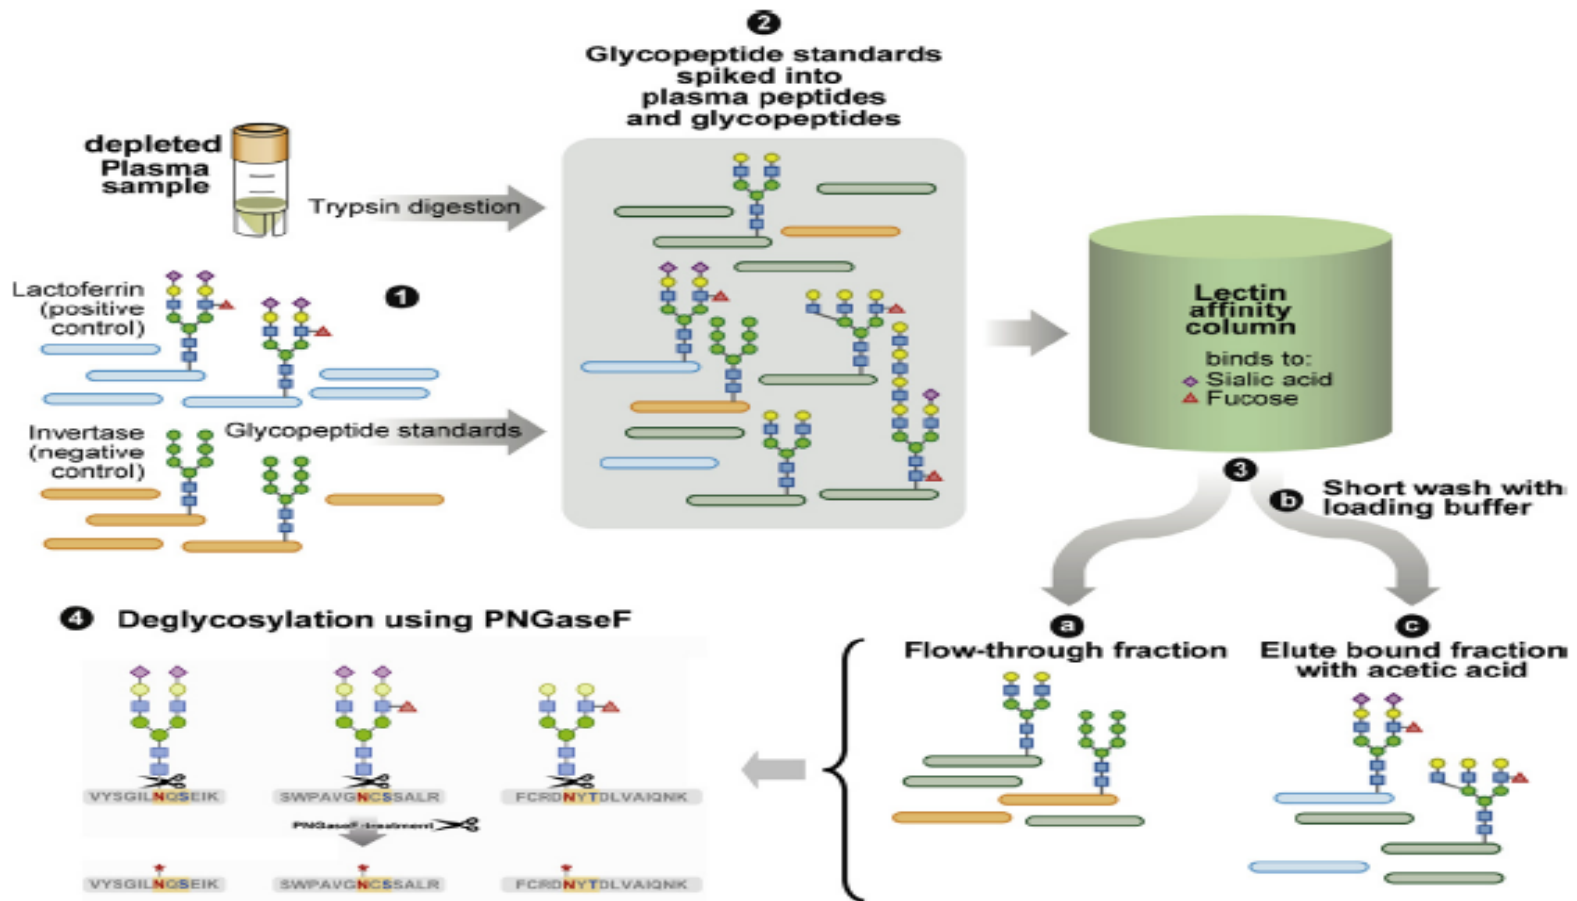 2
Glycopeptide standards
spiked into
plasma peptides
and glycopeptides
depleted
Plasma
sample
Trypsin digestion
Lactoferrin
(positive
control)
1
Invertase
(negative
control)
Glycopeptide standards
Lectin
affinity
column
binds to:
Sialic acid
Fucose
3
b
Short wash with
loading buffer
a
Flow-through fraction
c
Elute bound fraction
with acetic acid
4 Deglycosylation using PNGaseF
VYSGILNQSEIK SWPAVGNCSSALR FCRDNYTDLVAIQNK
PNGaseF-treatment
* * *
VYSGILNQSEIK SWPAVGNCSSALR FCRDNYTDLVAIQNK